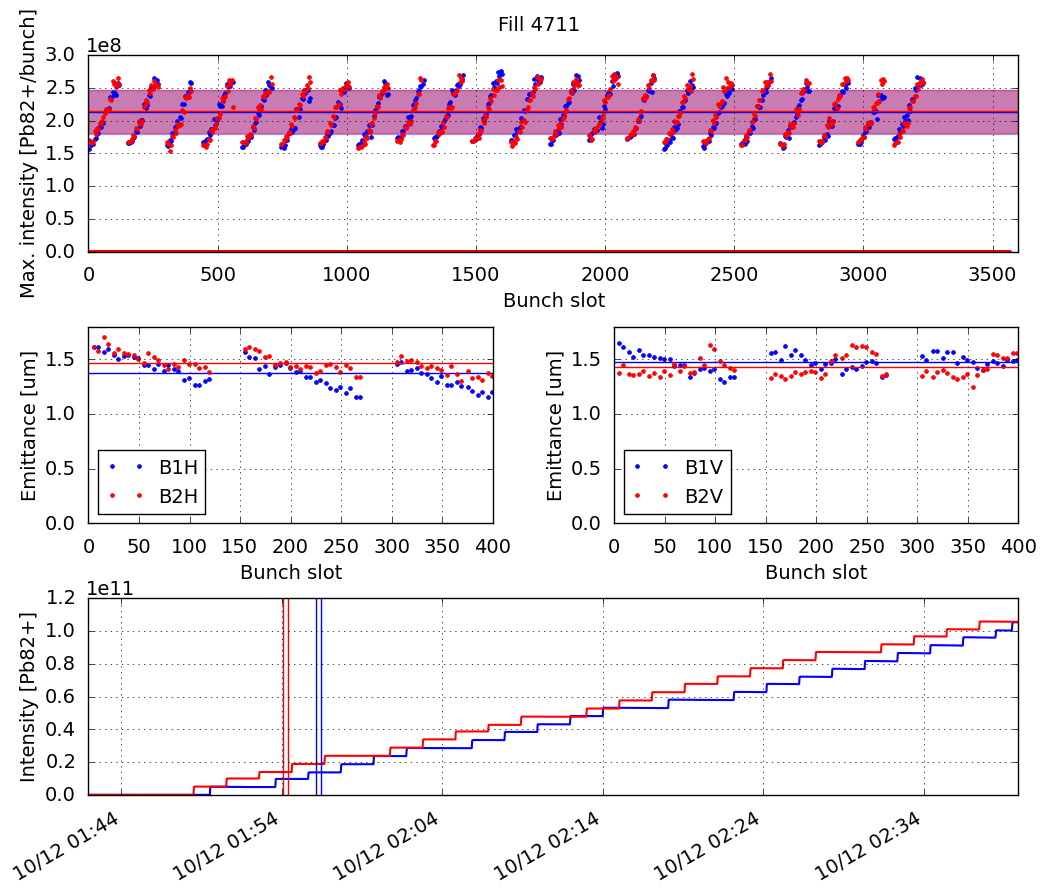 Fill 4711
1e8
Max. intensity [Pb82+/bunch]
3.0
2.5
2.0
1.5
1.0
0.5
0.0
0 500 1000 1500 2000 2500 3000 3500
Bunch slot
Emittance [um]
1.5
1.0
0.5
0.0
B1H
B2H
0 50 100 150 200 250 300 350 400
Bunch slot
Emittance [um]
1.5
1.0
0.5
0.0
B1V
B2V
0 50 100 150 200 250 300 350 400
Bunch slot
1e11
Intensity [Pb82+]
1.2
1.0
0.8
0.6
0.4
0.2
0.0
10/12 01:44 10/12 01:54 10/12 02:04 10/12 02:14 10/12 02:24 10/12 02:34